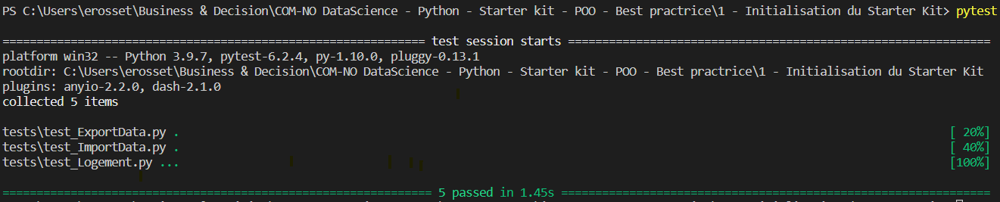 PS C:\Users\erosset\Business & Decision\COM-NO DataScience - Python - Starter kit - POO - Best practrice\1 - Initialisation du Starter Kit> pytest
============================================================== test session starts ==============================================================
platform win32 -- Python 3.9.7, pytest-6.2.4, py-1.10.0, pluggy-0.13.1
rootdir: C:\Users\erosset\Business & Decision\COM-NO DataScience - Python - Starter kit - POO - Best practrice\1 - Initialisation du Starter Kit
plugins: anyio-2.2.0, dash-2.1.0
collected 5 items
tests\test_ExportData.py . [ 20%]
tests\test_ImportData.py . [ 40%]
tests\test_Logement.py ... [100%]
=============================================================== 5 passed in 1.45s ===============================================================